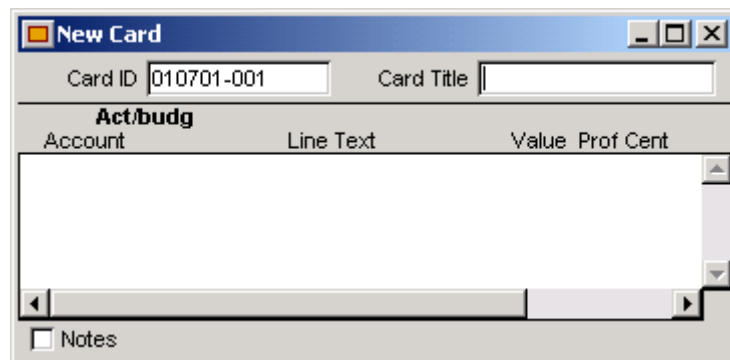 New Card
Card ID 010701-001 Card Title
Act/budg
Account Line Text Value Prof Cent
Notes